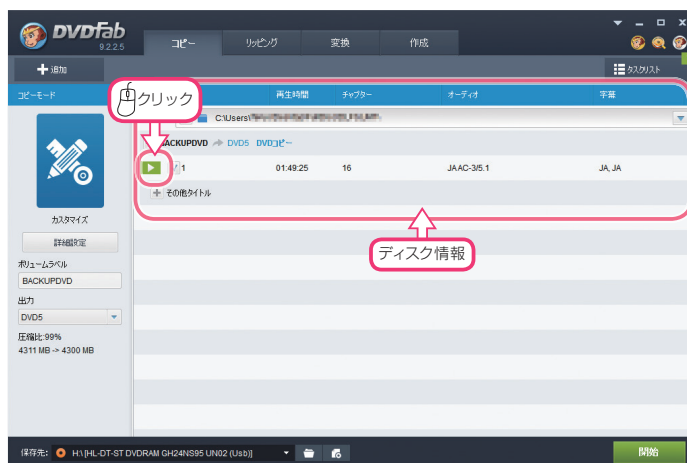 DVDFab
9.2.2.5
コピー
リッピング
変換
作成
追加
タスクリスト
コピーモード
再生時間
チャプター
オーディオ
字幕
クリック
C:\Users\
BACKUPDVD DVD5 DVDコピー
1 01:49:25 16 JA AC-3/5.1 JA, JA
その他タイトル
カスタマイズ
詳細設定
ディスク情報
ボリュームラベル
BACKUPDVD
出力
DVD5
圧縮比:99%
4311 MB -> 4300 MB
保存先: H:\ [HL-DT-ST DVDRAM GH24NS95 UN02 (Usb)]
開始